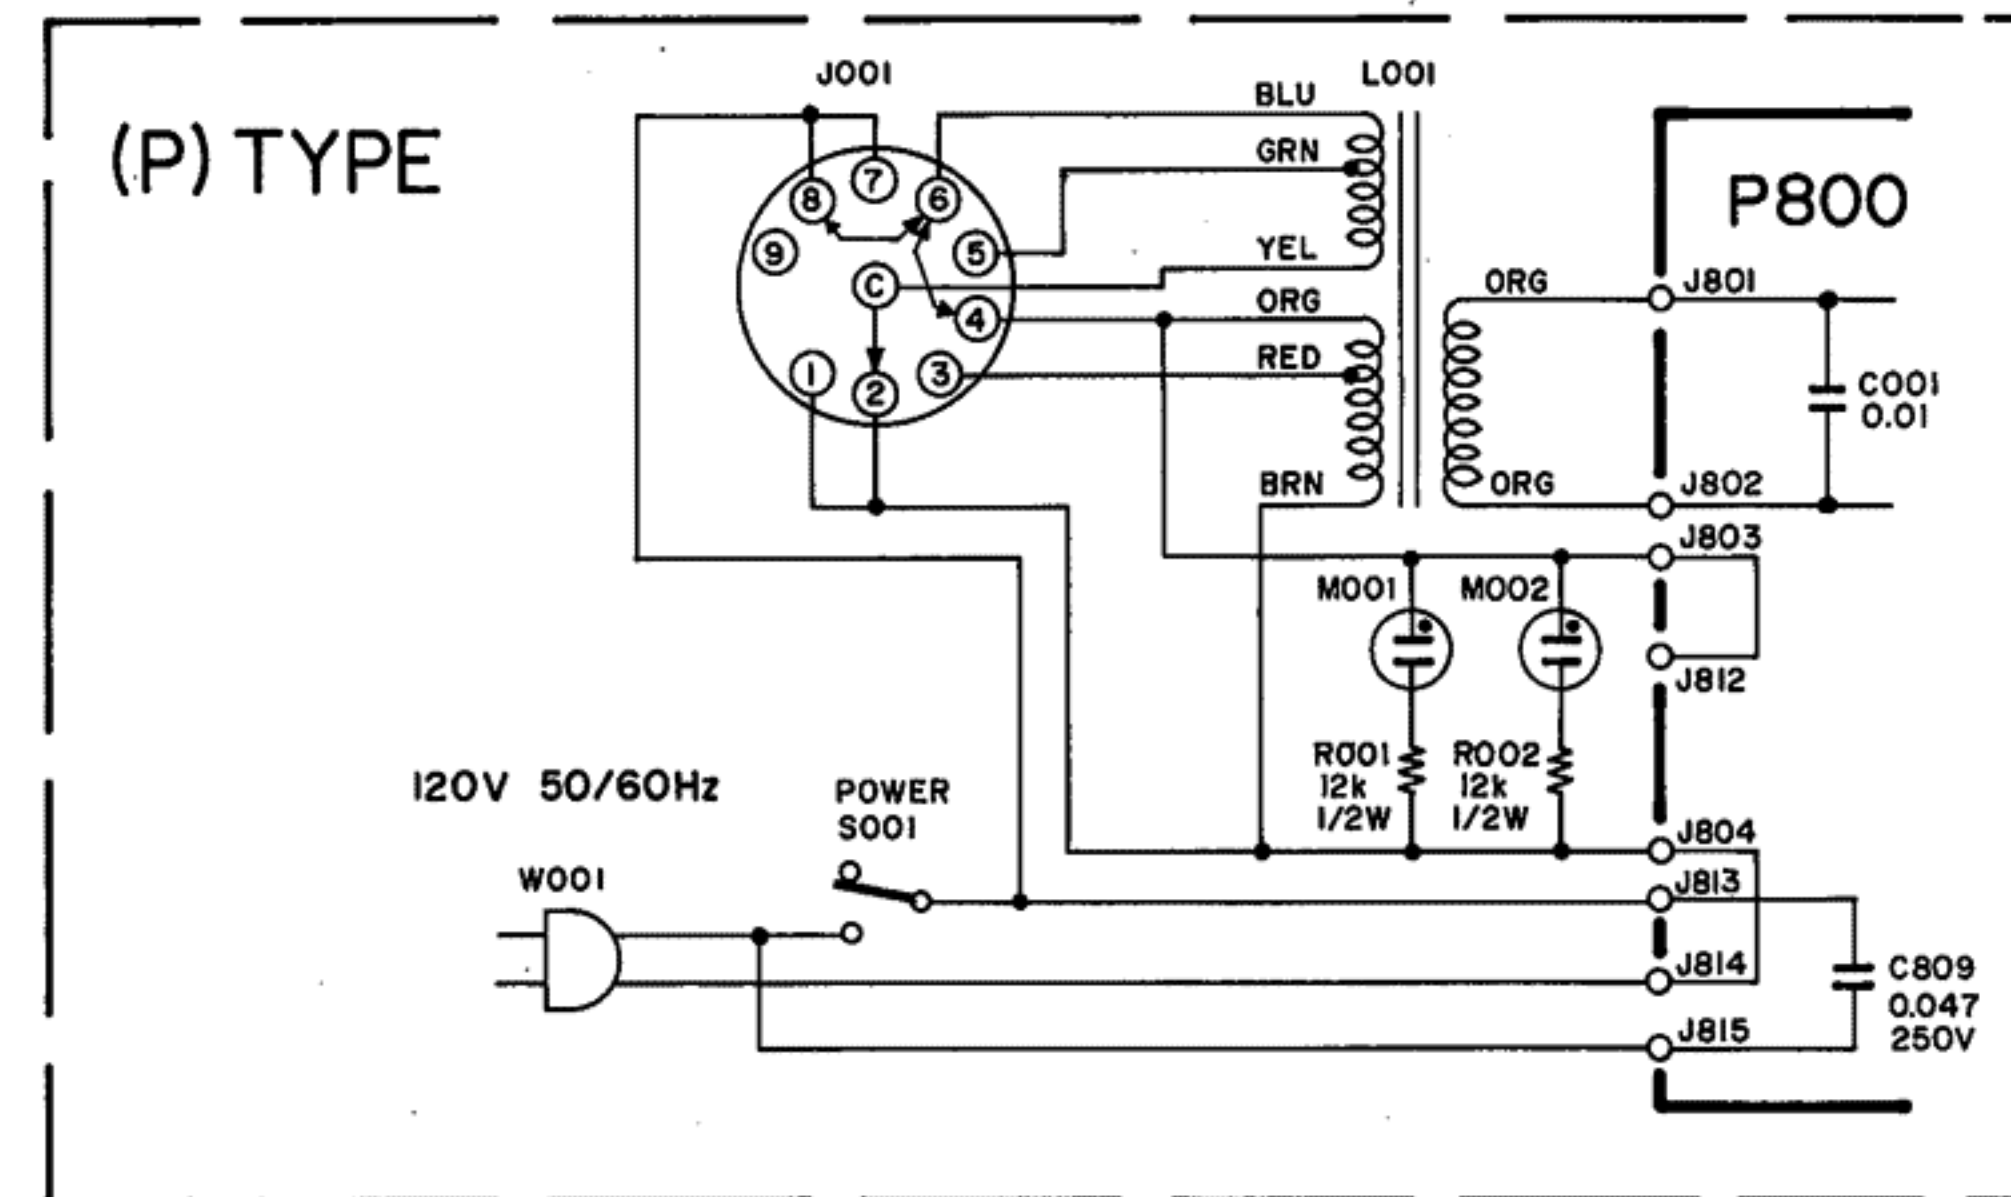 J001
L001
(P) TYPE
BLU
GRN
YEL
ORG
RED
BRN
8
7
6
9
5
C
4
1
2
3
P800
ORG
J801
C001
0.01
ORG
J802
J803
M001
M002
J812
R001
12k
1/2W
R002
12k
1/2W
J804
120V 50/60Hz
POWER
S001
W001
J813
J814
C809
0.047
250V
J815